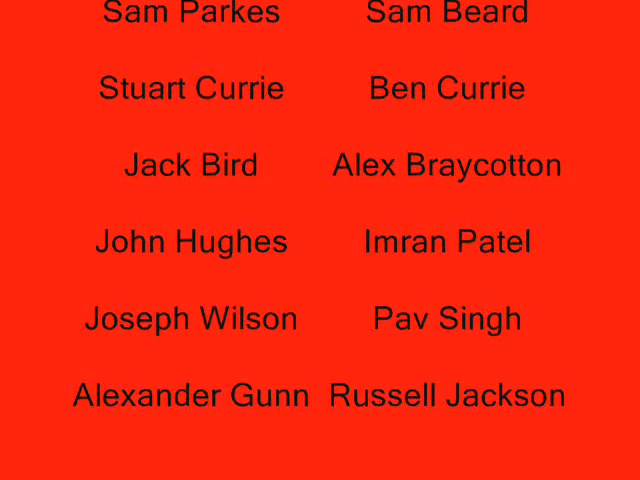 Sam Parkes Sam Beard
Stuart Currie Ben Currie
Jack Bird Alex Braycotton
John Hughes Imran Patel
Joseph Wilson Pav Singh
Alexander Gunn Russell Jackson